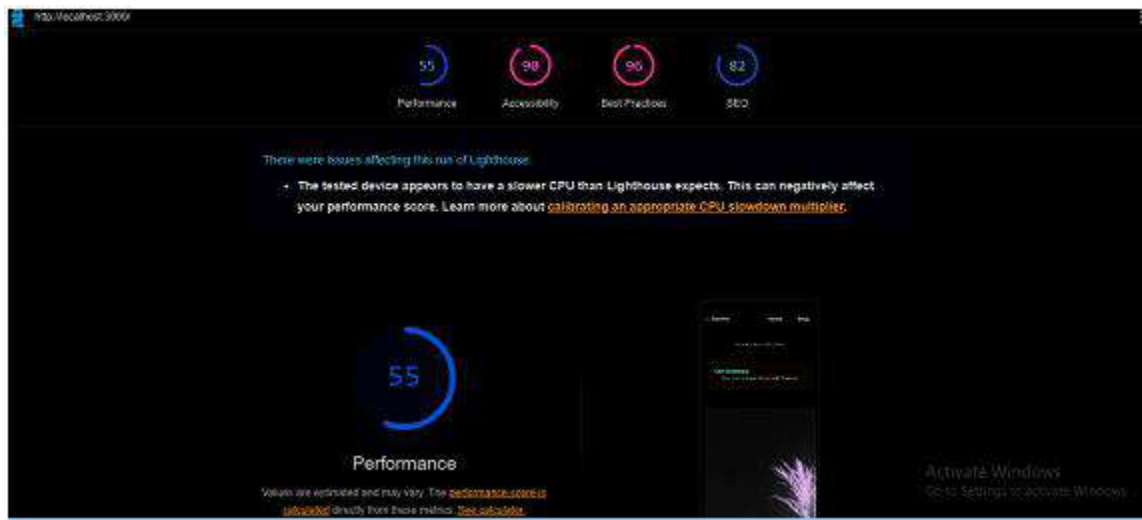 http://localhost:3000/
55
Performance
98
Accessibility
96
Best Practices
82
SEO
There were issues affecting this run of Lighthouse:
• The tested device appears to have a slower CPU than Lighthouse expects. This can negatively affect
your performance score. Learn more about calibrating an appropriate CPU slowdown multiplier.
55
Performance
Values are estimated and may vary. The performance score is
calculated directly from these metrics. See calculator.
Activate Windows
Go to Settings to activate Windows.